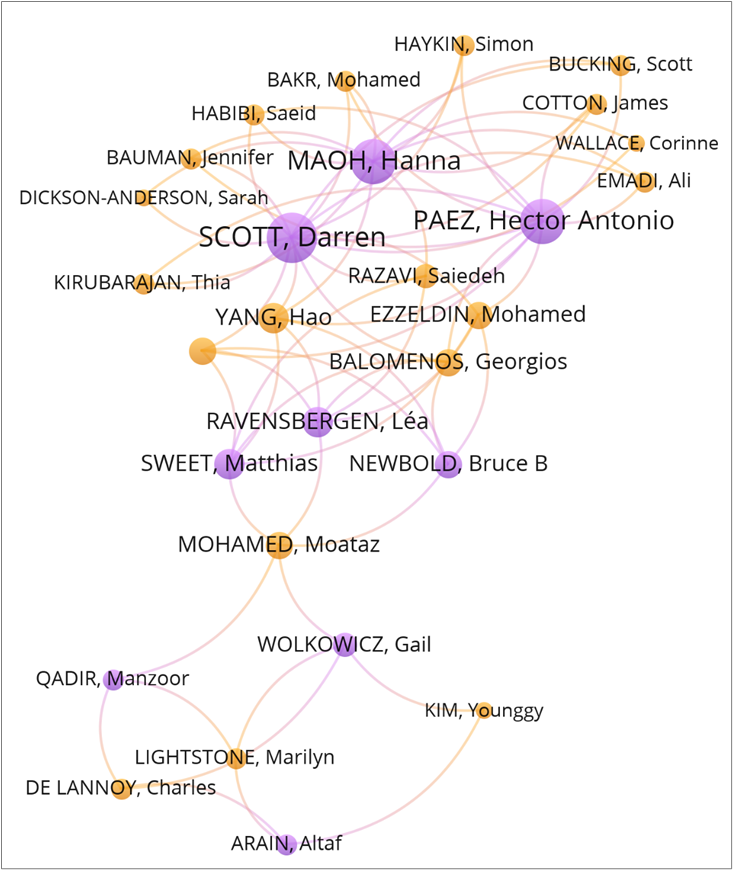 HAYKIN, Simon
BUCKING, Scott
BAKR, Mohamed
COTTON, James
HABIBI, Saeid
WALLACE, Corinne
BAUMAN, Jennifer
MAOH, Hanna
EMADI, Ali
DICKSON-ANDERSON, Sarah
PAEZ, Hector Antonio
SCOTT, Darren
RAZAVI, Saiedeh
KIRUBARAJAN, Thia
YANG, Hao
EZZELDIN, Mohamed
BALOMENOS, Georgios
RAVENSBERGEN, Léa
SWEET, Matthias
NEWBOLD, Bruce B
MOHAMED, Moataz
WOLKOWICZ, Gail
QADIR, Manzoor
KIM, Younggy
LIGHTSTONE, Marilyn
DE LANNOY, Charles
ARAIN, Altaf